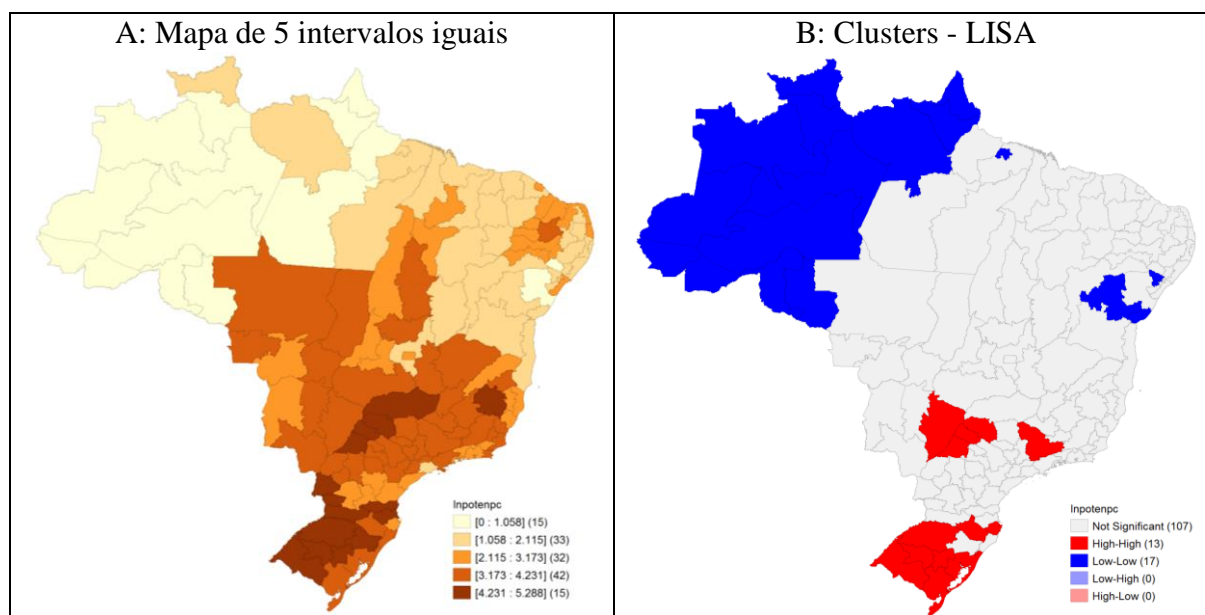 A: Mapa de 5 intervalos iguais
lnpotenpc
[0 : 1.058] (15)
[1.058 : 2.115] (33)
[2.115 : 3.173] (32)
[3.173 : 4.231] (42)
[4.231 : 5.288] (15)
B: Clusters - LISA
lnpotenpc
Not Significant (107)
High-High (13)
Low-Low (17)
Low-High (0)
High-Low (0)